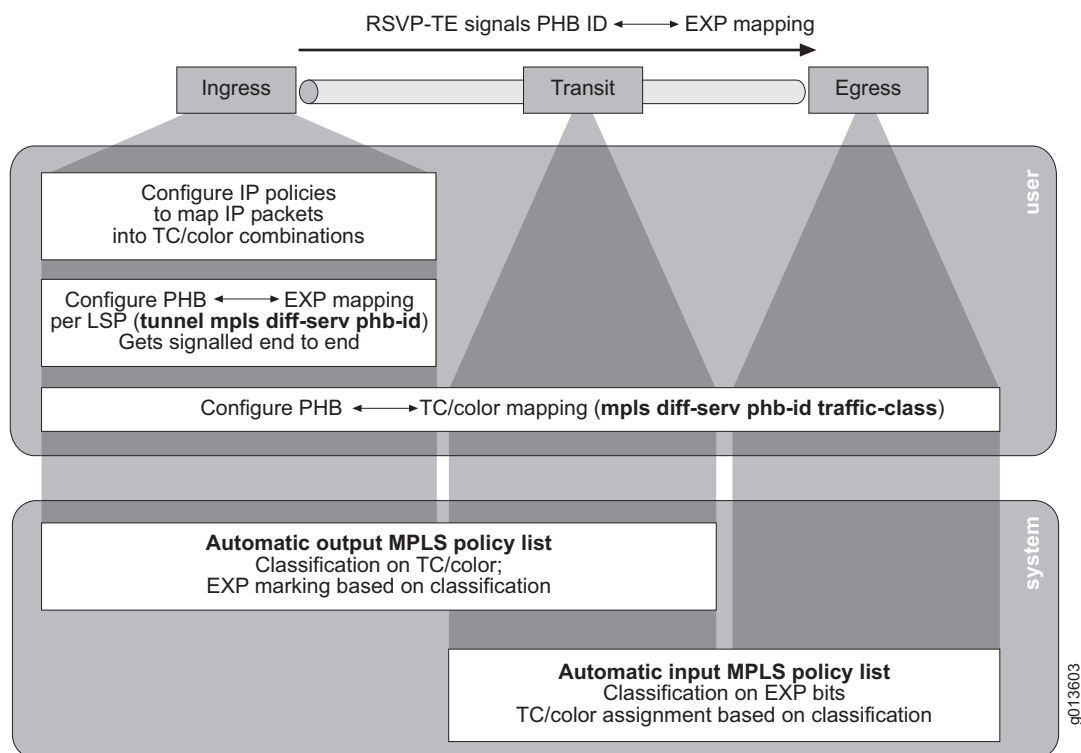 RSVP-TE signals PHB ID ⟷ EXP mapping
Ingress
Transit
Egress
user
Configure IP policies
to map IP packets
into TC/color combinations
Configure PHB ⟷ EXP mapping
per LSP (tunnel mpls diff-serv phb-id)
Gets signalled end to end
Configure PHB ⟷ TC/color mapping (mpls diff-serv phb-id traffic-class)
system
Automatic output MPLS policy list
Classification on TC/color;
EXP marking based on classification
Automatic input MPLS policy list
Classification on EXP bits
TC/color assignment based on classification
g013603